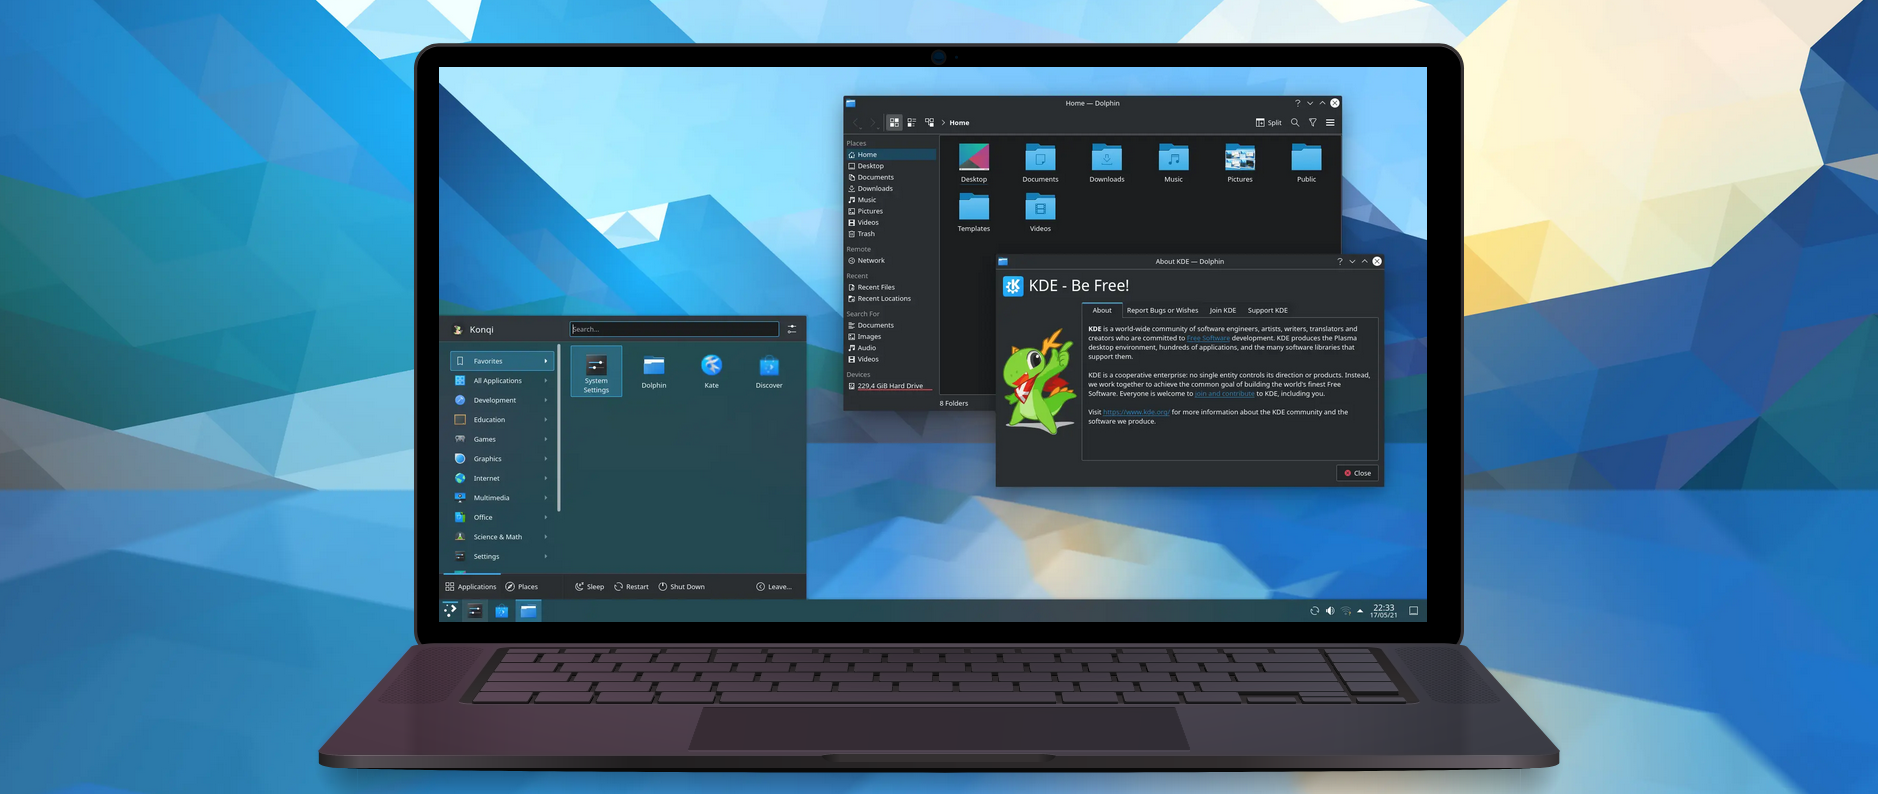 Home — Dolphin
Home
Split
Places
Home
Desktop
Documents
Downloads
Music
Pictures
Videos
Trash
Remote
Network
Recent
Recent Files
Recent Locations
Search For
Documents
Images
Audio
Videos
Devices
229,4 GiB Hard Drive
Desktop
Documents
Downloads
Music
Pictures
Public
Templates
Videos
8 Folders
About KDE — Dolphin
KDE - Be Free!
About
Report Bugs or Wishes
Join KDE
Support KDE
KDE is a world-wide community of software engineers, artists, writers, translators and
creators who are committed to Free Software development. KDE produces the Plasma
desktop environment, hundreds of applications, and the many software libraries that
support them.
KDE is a cooperative enterprise: no single entity controls its direction or products. Instead,
we work together to achieve the common goal of building the world's finest Free
Software. Everyone is welcome to join and contribute to KDE, including you.
Visit https://www.kde.org/ for more information about the KDE community and the
software we produce.
Close
Konqi
Search...
Favorites
All Applications
Development
Education
Games
Graphics
Internet
Multimedia
Office
Science & Math
Settings
System
Settings
Dolphin
Kate
Discover
Applications
Places
Sleep
Restart
Shut Down
Leave...
22:33
17/05/21